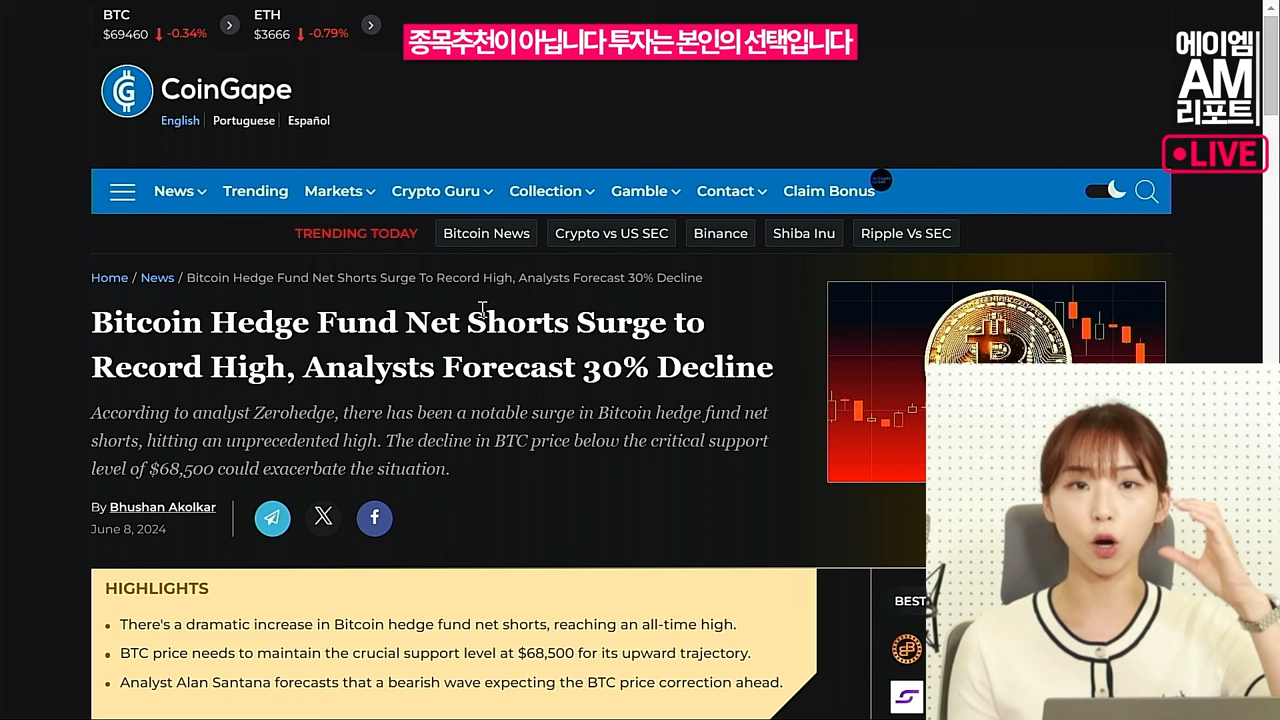 BTC
$69460 -0.34%
ETH
$3666 -0.79%
종목추천이 아닙니다 투자는 본인의 선택입니다
에이엠
AM
리포트
LIVE
CoinGape
English Portuguese Español
News Trending Markets Crypto Guru Collection Gamble Contact Claim Bonus
TRENDING TODAY Bitcoin News Crypto vs US SEC Binance Shiba Inu Ripple Vs SEC
Home / News / Bitcoin Hedge Fund Net Shorts Surge To Record High, Analysts Forecast 30% Decline
Bitcoin Hedge Fund Net Shorts Surge to
Record High, Analysts Forecast 30% Decline
According to analyst Zerohedge, there has been a notable surge in Bitcoin hedge fund net
shorts, hitting an unprecedented high. The decline in BTC price below the critical support
level of $68,500 could exacerbate the situation.
By Bhushan Akolkar
June 8, 2024
HIGHLIGHTS
• There's a dramatic increase in Bitcoin hedge fund net shorts, reaching an all-time high.
• BTC price needs to maintain the crucial support level at $68,500 for its upward trajectory.
• Analyst Alan Santana forecasts that a bearish wave expecting the BTC price correction ahead.
BEST